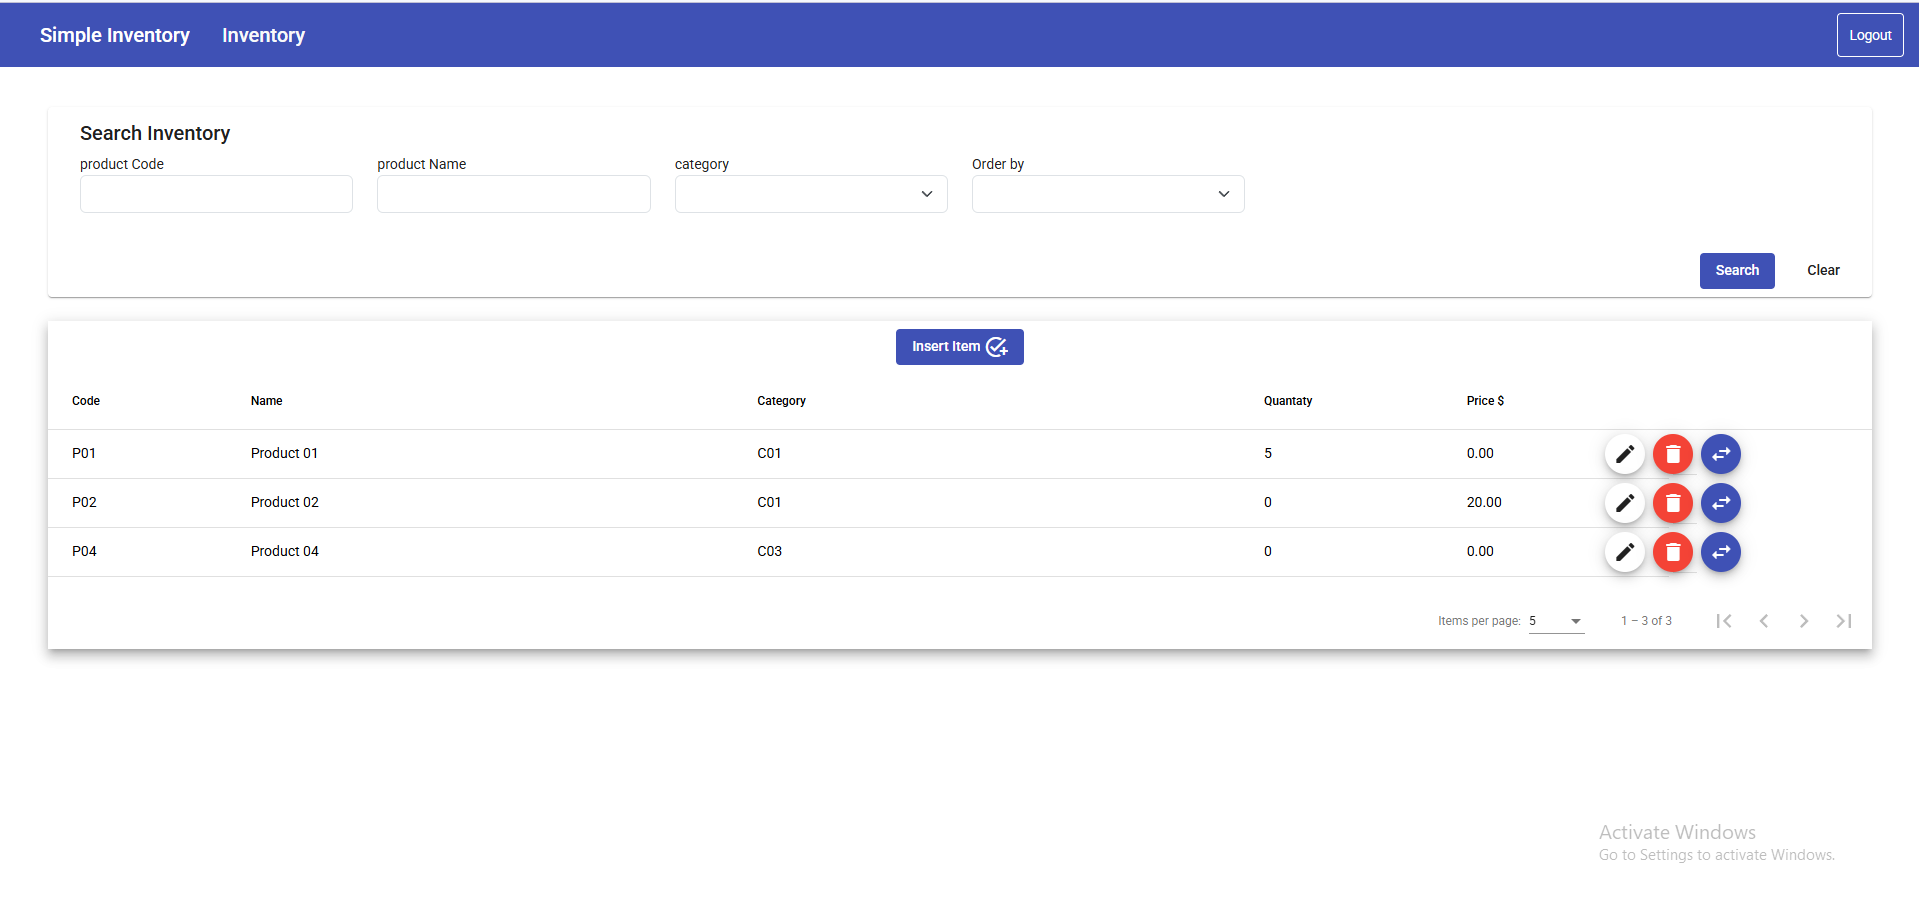 Simple Inventory Inventory Logout
Search Inventory
product Code product Name category Order by
Search Clear
Insert Item
Code Name Category Quantaty Price $
P01 Product 01 C01 5 0.00
P02 Product 02 C01 0 20.00
P04 Product 04 C03 0 0.00
Items per page: 5 1 – 3 of 3
Activate Windows
Go to Settings to activate Windows.